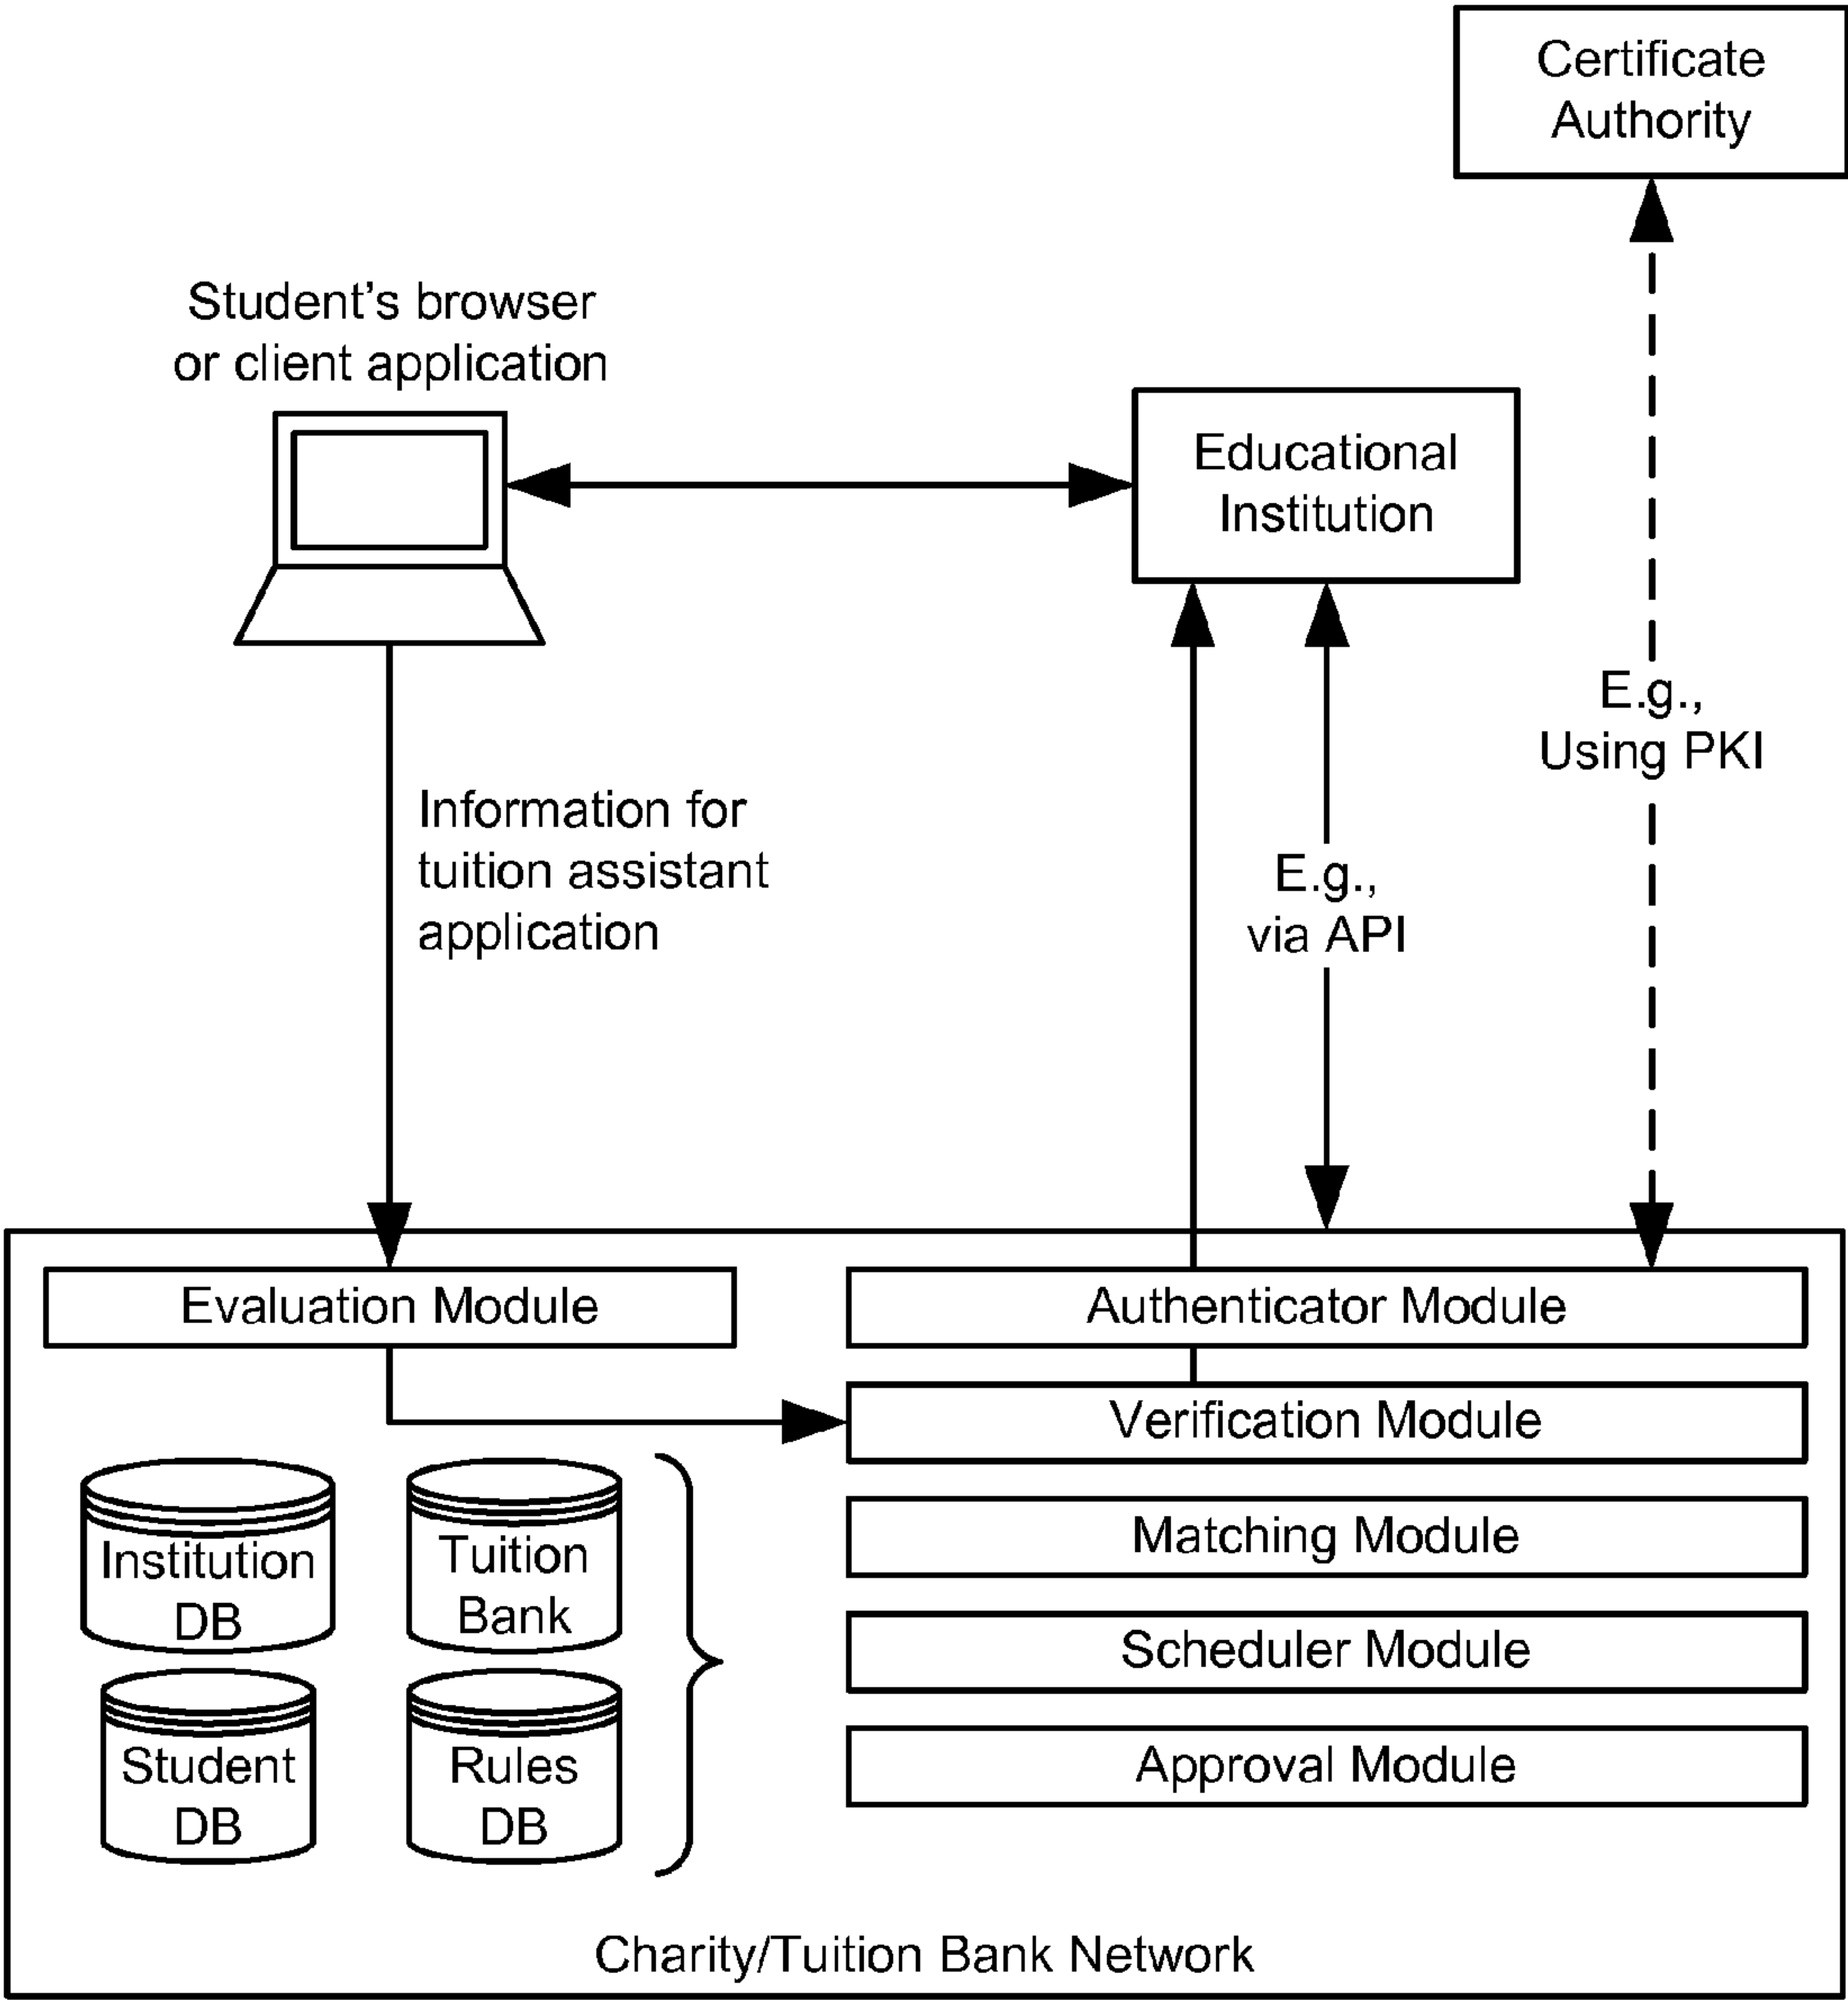 Certificate
Authority
Student’s browser
or client application
Educational
Institution
E.g.,
Using PKI
Information for
tuition assistant
application
E.g.,
via API
Evaluation Module
Authenticator Module
Verification Module
Matching Module
Scheduler Module
Approval Module
Institution
DB
Tuition
Bank
Student
DB
Rules
DB
Charity/Tuition Bank Network